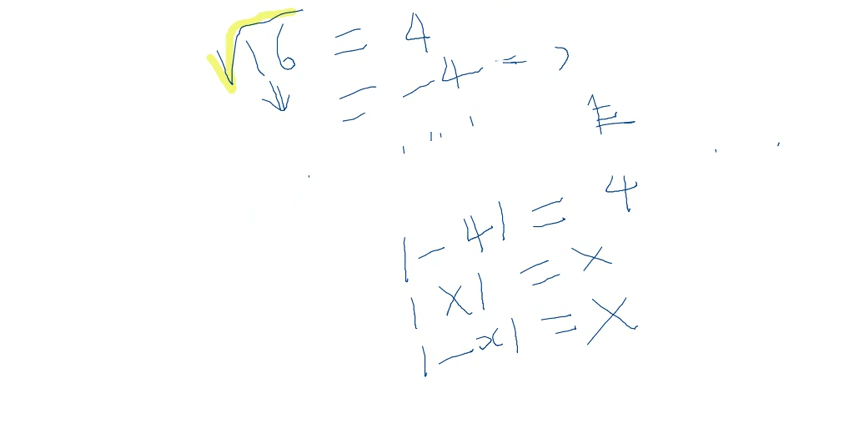 √16 = 4
= -4 =
|-4| = 4
|x| = x
|-x| = x